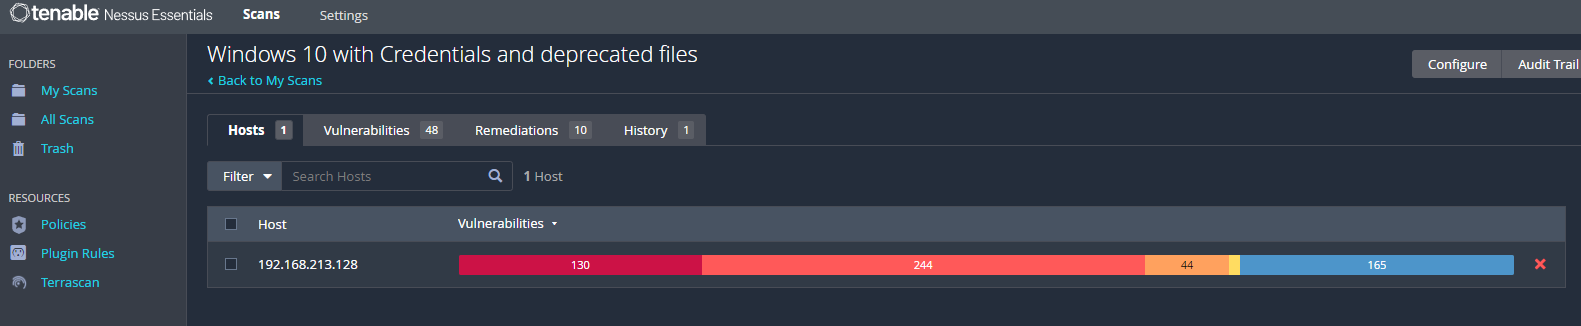 tenable Nessus Essentials Scans Settings
FOLDERS
My Scans
All Scans
Trash
RESOURCES
Policies
Plugin Rules
Terrascan
Windows 10 with Credentials and deprecated files
Back to My Scans
Configure Audit Trail
Hosts 1 Vulnerabilities 48 Remediations 10 History 1
Filter Search Hosts 1 Host
Host Vulnerabilities
192.168.213.128 130 244 44 165